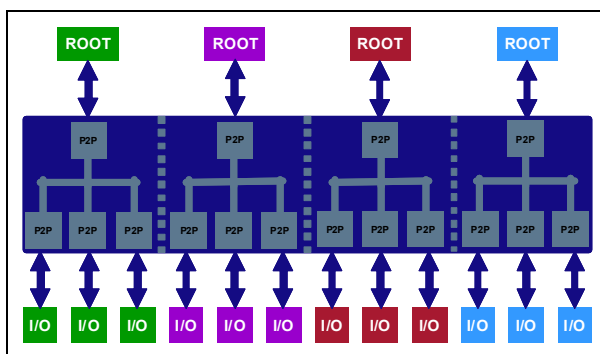 ROOT ROOT ROOT ROOT
P2P P2P P2P P2P
P2P P2P P2P P2P P2P P2P P2P P2P P2P P2P P2P P2P
I/O I/O I/O I/O I/O I/O I/O I/O I/O I/O I/O I/O